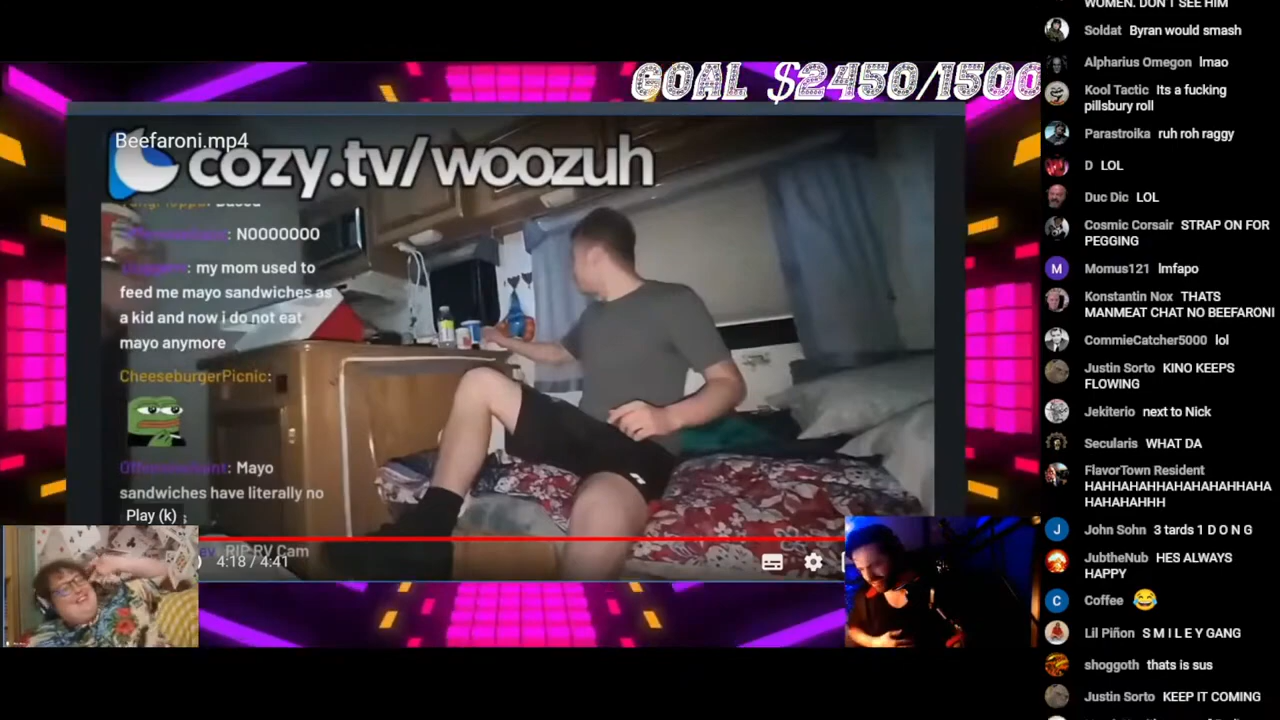 GOAL $2450/1500
Beefaroni.mp4
cozy.tv/woozuh
: NOOOOOOO
: my mom used to
feed me mayo sandwiches as
a kid and now i do not eat
mayo anymore
CheeseburgerPicnic:
: Mayo
sandwiches have literally no
Play (k)
RIP RV Cam
4:18 / 4:41
WOMEN. DON'T SEE HIM
Soldat Byran would smash
Alpharius Omegon lmao
Kool Tactic Its a fucking
pillsbury roll
Parastroika ruh roh raggy
D LOL
Duc Dic LOL
Cosmic Corsair STRAP ON FOR
PEGGING
M Momus121 lmfapo
Konstantin Nox THATS
MANMEAT CHAT NO BEEFARONI
CommieCatcher5000 lol
Justin Sorto KINO KEEPS
FLOWING
Jekiterio next to Nick
Secularis WHAT DA
FlavorTown Resident
HAHHAHAHHAHAHAHAHHAHA
HAHAHAHHH
J John Sohn 3 tards 1 D O N G
JubtheNub HES ALWAYS
HAPPY
C Coffee
Lil Piñon S M I L E Y GANG
shoggoth thats is sus
Justin Sorto KEEP IT COMING